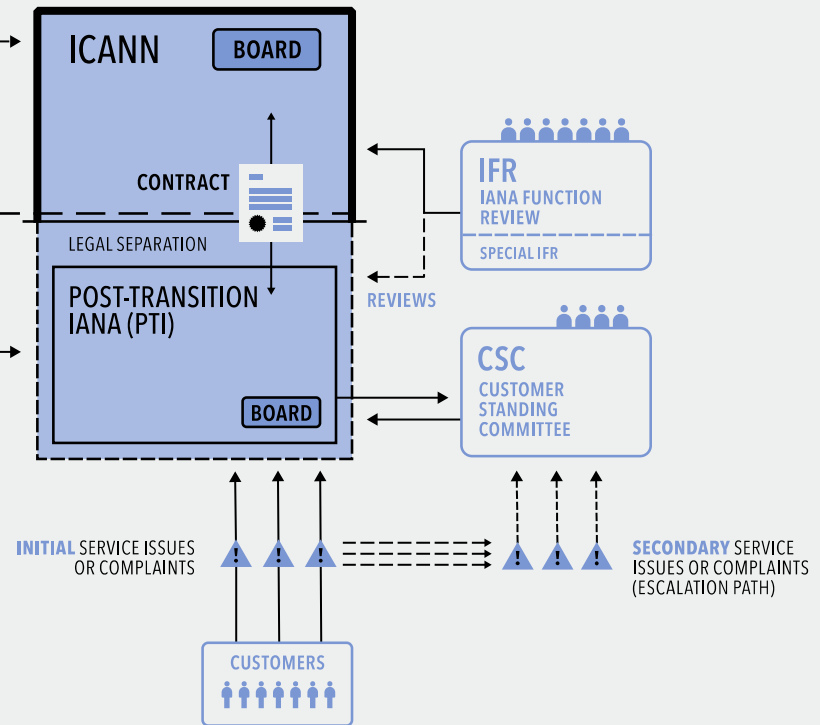 ICANN
BOARD
CONTRACT
LEGAL SEPARATION
POST-TRANSITION
IANA (PTI)
BOARD
IFR
IANA FUNCTION
REVIEW
SPECIAL IFR
REVIEWS
CSC
CUSTOMER
STANDING
COMMITTEE
INITIAL SERVICE ISSUES
OR COMPLAINTS
!
!
!
!
!
!
SECONDARY SERVICE
ISSUES OR COMPLAINTS
(ESCALATION PATH)
CUSTOMERS